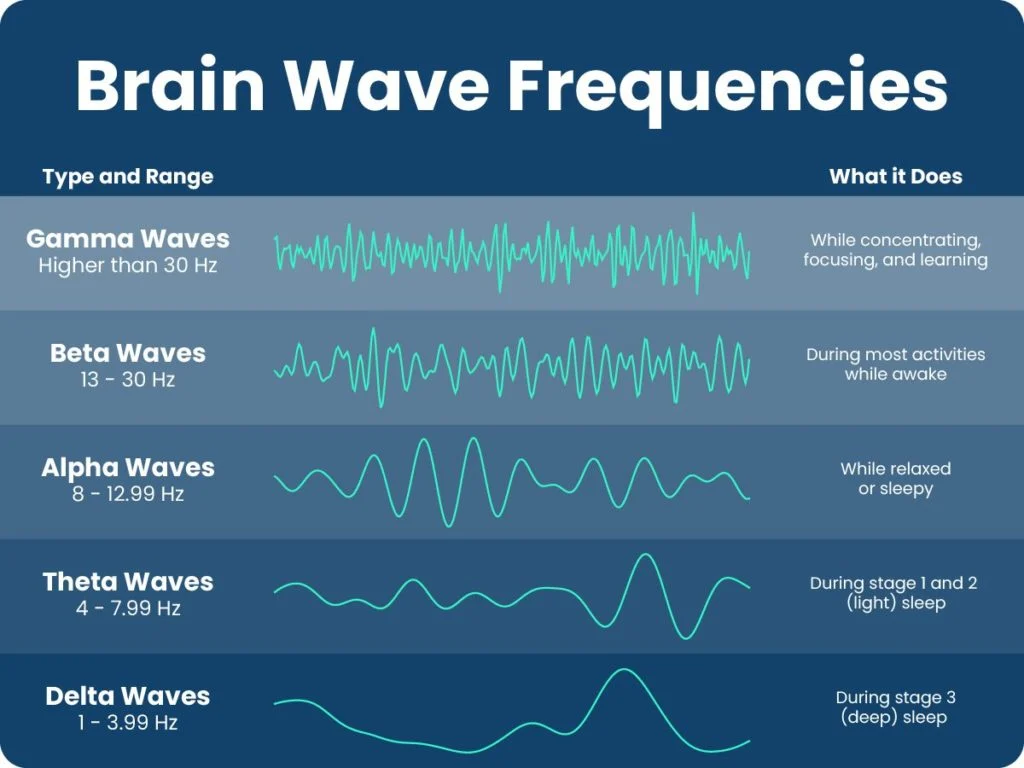 Brain Wave Frequencies
Type and Range
What it Does
Gamma Waves
Higher than 30 Hz
While concentrating,
focusing, and learning
Beta Waves
13 - 30 Hz
During most activities
while awake
Alpha Waves
8 - 12.99 Hz
While relaxed
or sleepy
Theta Waves
4 - 7.99 Hz
During stage 1 and 2
(light) sleep
Delta Waves
1 - 3.99 Hz
During stage 3
(deep) sleep